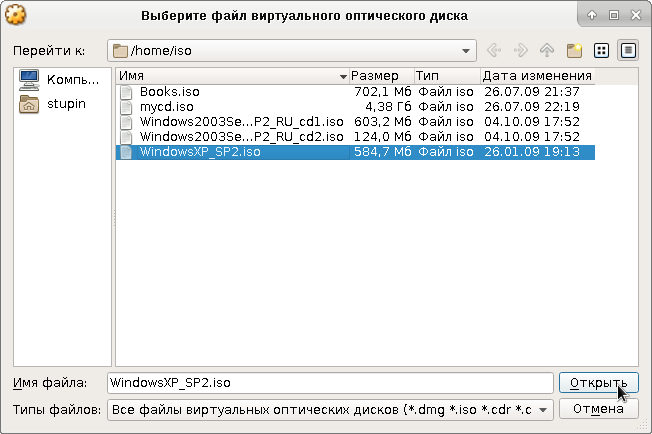 Выберите файл виртуального оптического диска
Перейти к: /home/iso
Компь...
stupin
Имя Размер Тип Дата изменения
Books.iso 702,1 Мб Файл iso 26.07.09 21:37
mycd.iso 4,38 Гб Файл iso 26.07.09 22:19
Windows2003Se...P2_RU_cd1.iso 603,2 Мб Файл iso 04.10.09 17:52
Windows2003Se...P2_RU_cd2.iso 124,0 Мб Файл iso 04.10.09 17:52
WindowsXP_SP2.iso 584,7 Мб Файл iso 26.01.09 19:13
Имя файла: WindowsXP_SP2.iso Открыть
Типы файлов: Все файлы виртуальных оптических дисков (*.dmg *.iso *.cdr *.c Отмена